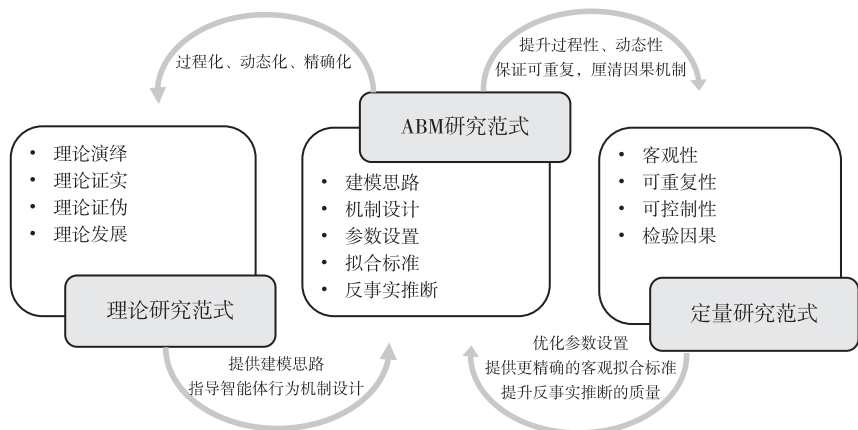 过程化、动态化、精确化
提升过程性、动态性
保证可重复，厘清因果机制
ABM研究范式
• 理论演绎
• 理论证实
• 理论证伪
• 理论发展
理论研究范式
• 建模思路
• 机制设计
• 参数设置
• 拟合标准
• 反事实推断
• 客观性
• 可重复性
• 可控制性
• 检验因果
定量研究范式
提供建模思路
指导智能体行为机制设计
优化参数设置
提供更精确的客观拟合标准
提升反事实推断的质量